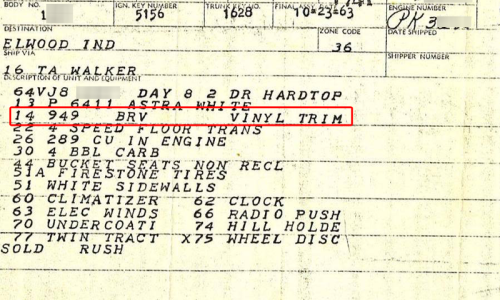 BODY NO. IGN. KEY NUMBER TRUNK KEY NO. FINAL ENGINE NUMBER
1 5156 1628 10-23-63 PK3
DESTINATION ZONE CODE DATE SHIPPED
ELWOOD IND 36
SHIP VIA SHIPPER NUMBER
16 TA WALKER
DESCRIPTION OF UNIT AND EQUIPMENT
64VJ8 DAY 8 2 DR HARDTOP
13 P 6411 ASTRA WHITE
14 949 BRV VINYL TRIM
22 4 SPEED FLOOR TRANS
26 289 CU IN ENGINE
30 4 BBL CARB
44 BUCKET SEATS NON RECL
51A FIRESTONE TIRES
51 WHITE SIDEWALLS
60 CLIMATIZER 62 CLOCK
63 ELEC WINDS 66 RADIO PUSH
70 UNDERCOATI 74 HILL HOLDE
77 TWIN TRACT X75 WHEEL DISC
SOLD RUSH